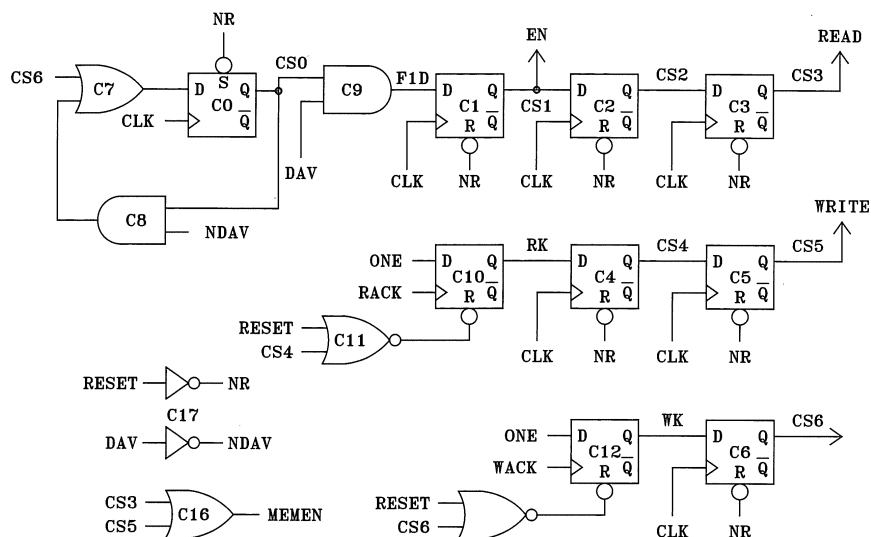 NR
EN
READ
CS6
C7
D Q
S
C0 Q
CLK
CS0
C9
DAV
F1D
D Q
C1 Q
R
CLK
NR
CS1
D Q
C2 Q
R
CLK
NR
CS2
D Q
C3 Q
R
CLK
NR
CS3
C8
NDAV
WRITE
ONE
RACK
D Q
C10 Q
R
RK
D Q
C4 Q
R
CLK
NR
CS4
D Q
C5 Q
R
CLK
NR
CS5
RESET
CS4
C11
RESET NR
C17
DAV NDAV
ONE
WACK
D Q
C12 Q
R
WK
D Q
C6 Q
R
CLK
NR
CS6
CS3
CS5
C16
MEMEN
RESET
CS6